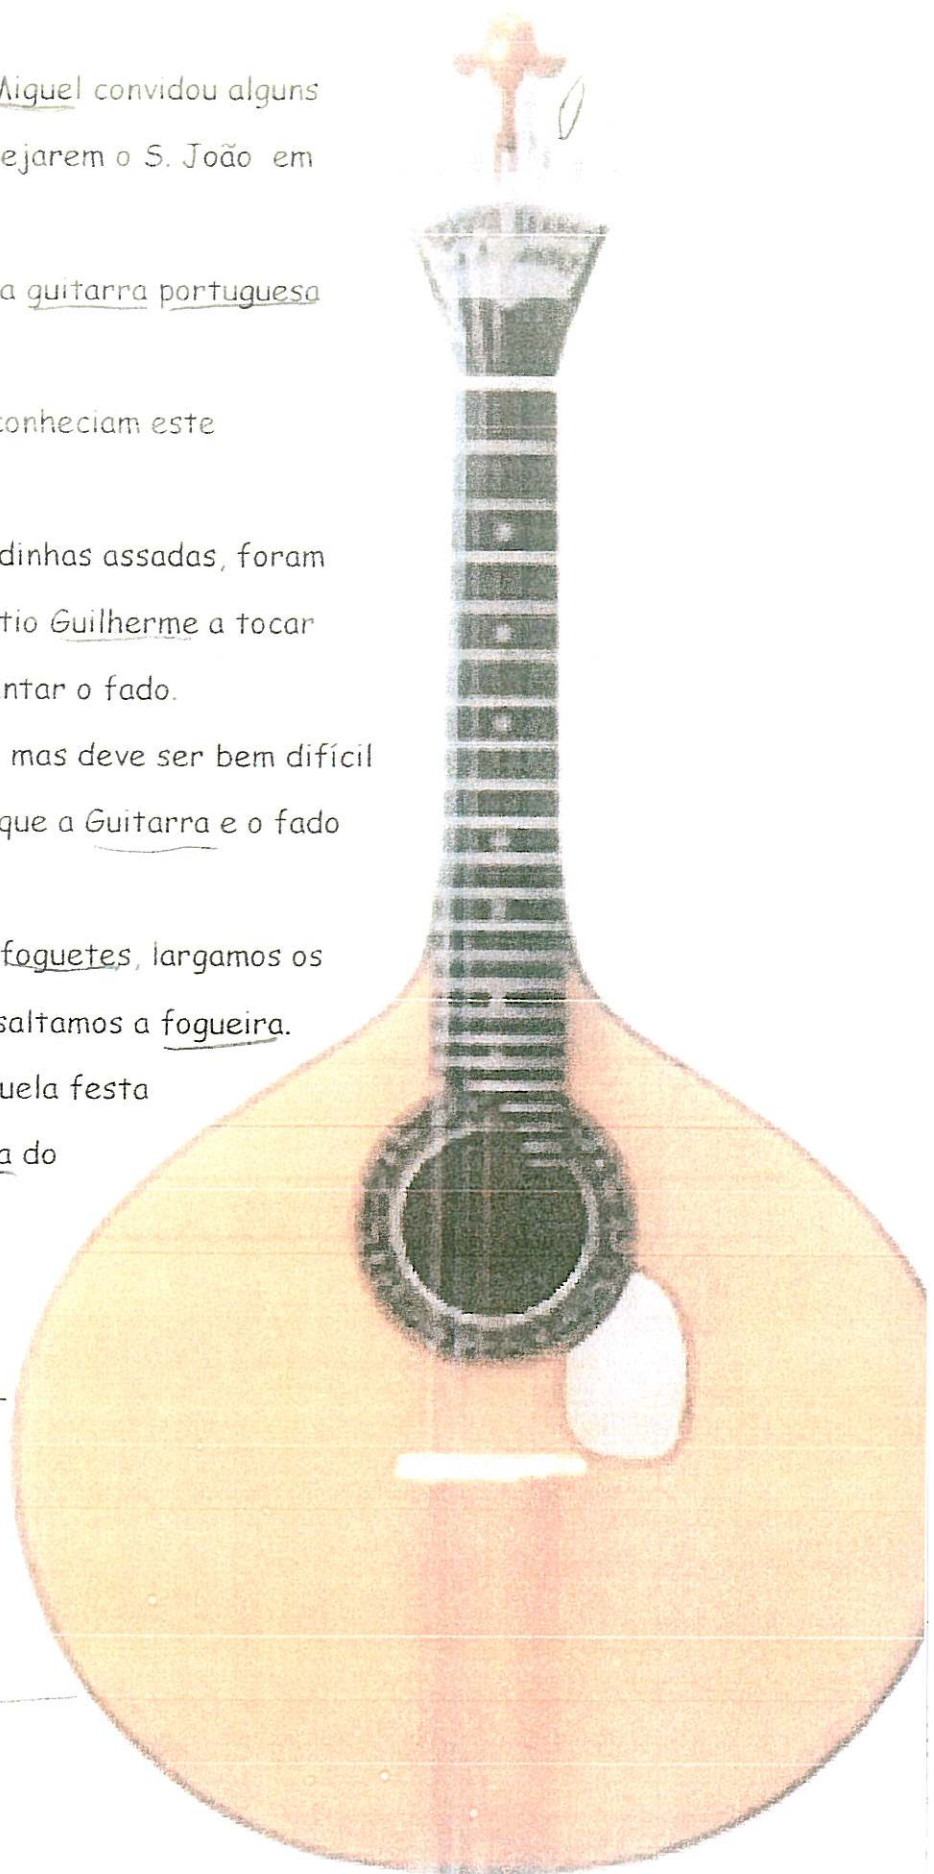 Miguel convidou alguns
ejarem o S. João em
a guitarra portuguesa
conheciam este
dinhas assadas, foram
tio Guilherme a tocar
ntar o fado.
mas deve ser bem difícil
que a Guitarra e o fado
foguetes, largamos os
saltamos a fogueira.
uela festa
a do